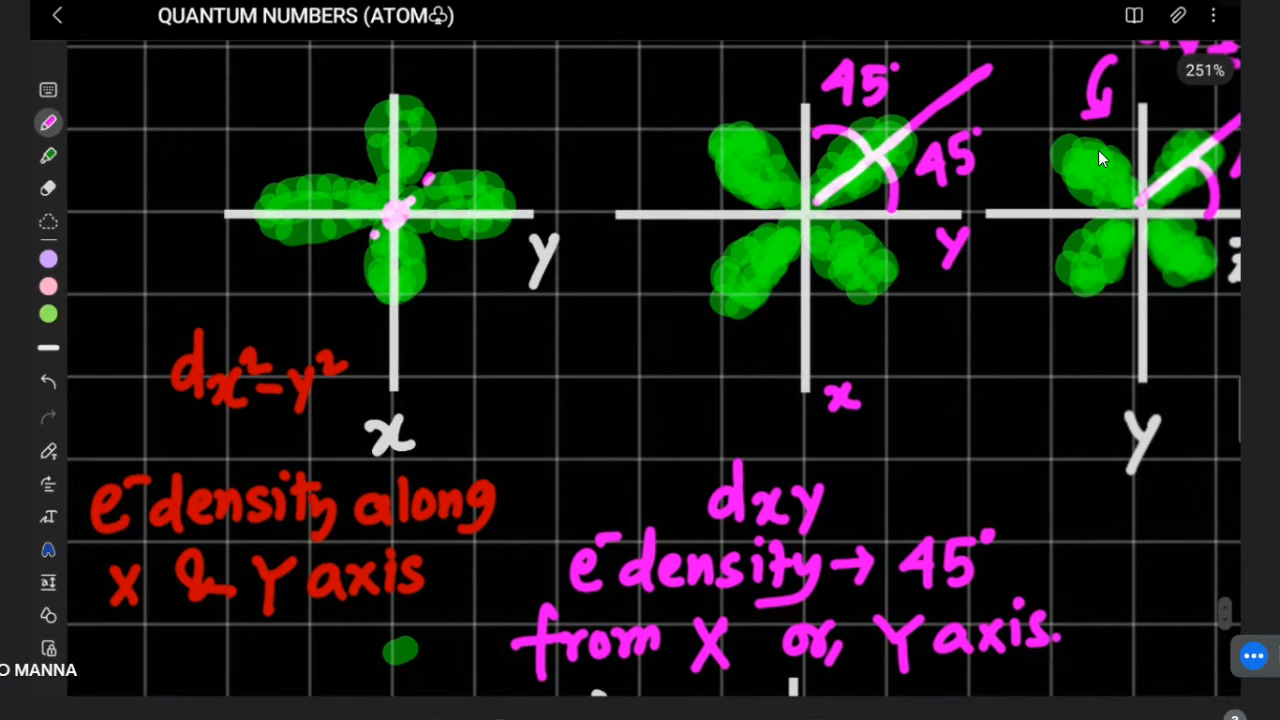 QUANTUM NUMBERS (ATOM♧)
251%
45°
45°
y
y
x
dx²-y²
x
y
e⁻density along
X & Y axis
dxy
e⁻density → 45°
from X or, Y axis.
O MANNA